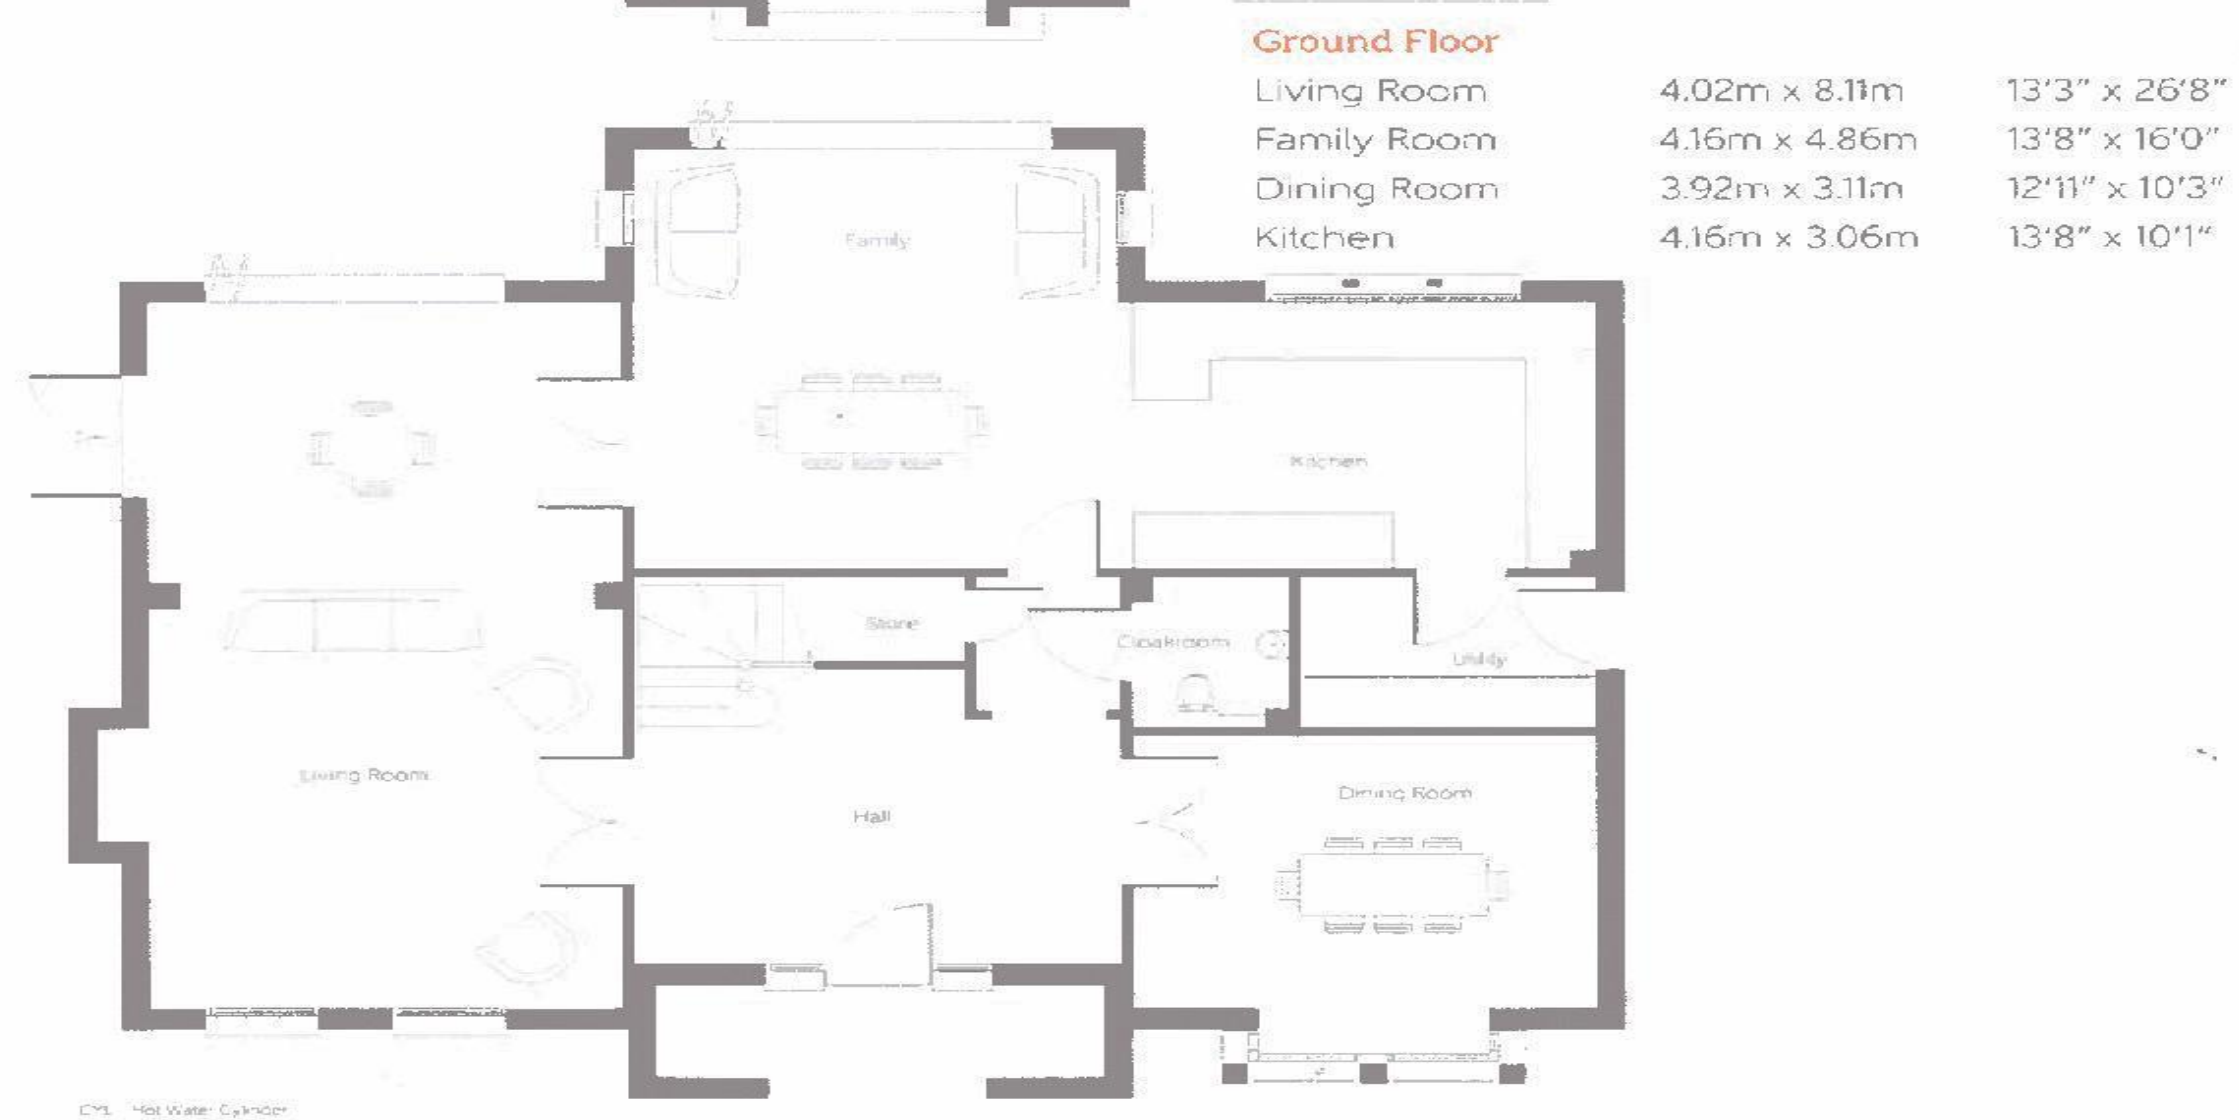 Ground Floor
Living Room 4.02m x 8.11m 13'3" x 26'8"
Family Room 4.16m x 4.86m 13'8" x 16'0"
Dining Room 3.92m x 3.11m 12'11" x 10'3"
Kitchen 4.16m x 3.06m 13'8" x 10'1"
Family
Kitchen
Store
Cloakroom
Utility
Living Room
Hall
Dining Room
CYL Hot Water Cylinder